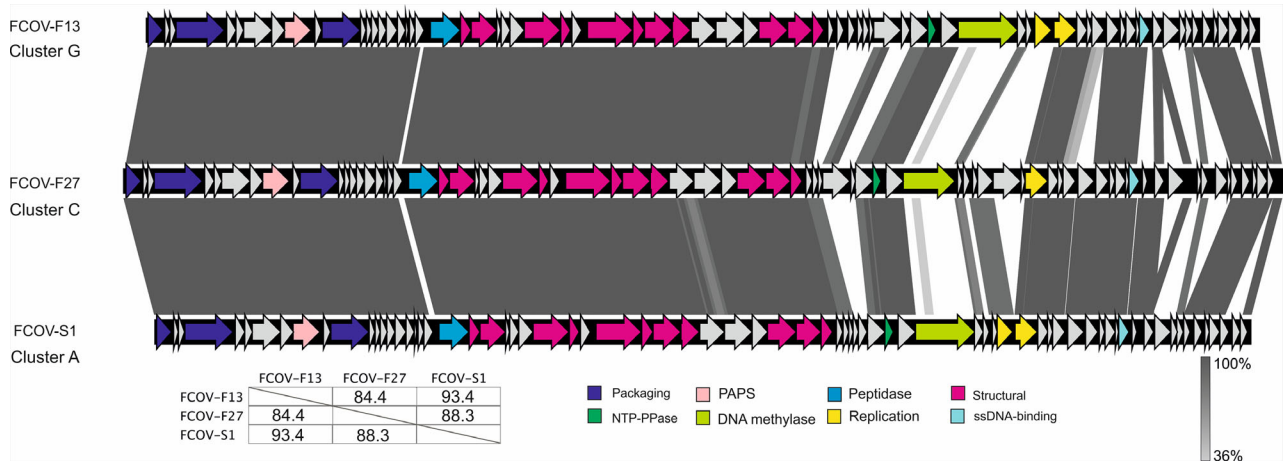 FCOV-F13
Cluster G
FCOV-F27
Cluster C
FCOV-S1
Cluster A
FCOV-F13 FCOV-F27 FCOV-S1
FCOV-F13 84.4 93.4
FCOV-F27 84.4 88.3
FCOV-S1 93.4 88.3
Packaging PAPS Peptidase Structural
NTP-PPase DNA methylase Replication ssDNA-binding
100%
36%